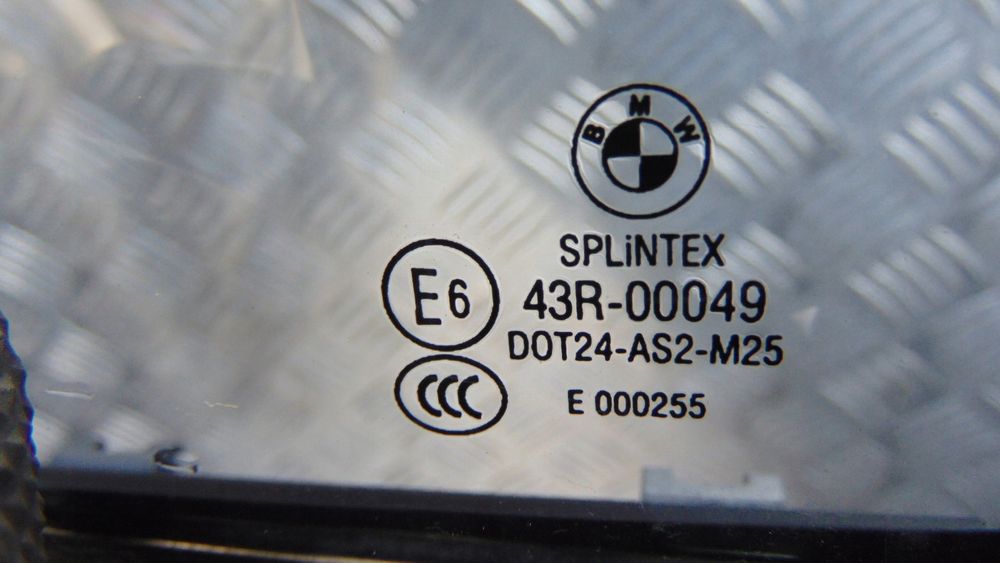 BMW
SPLiNTEX
E6
43R-00049
DOT24-AS2-M25
CCC
E 000255